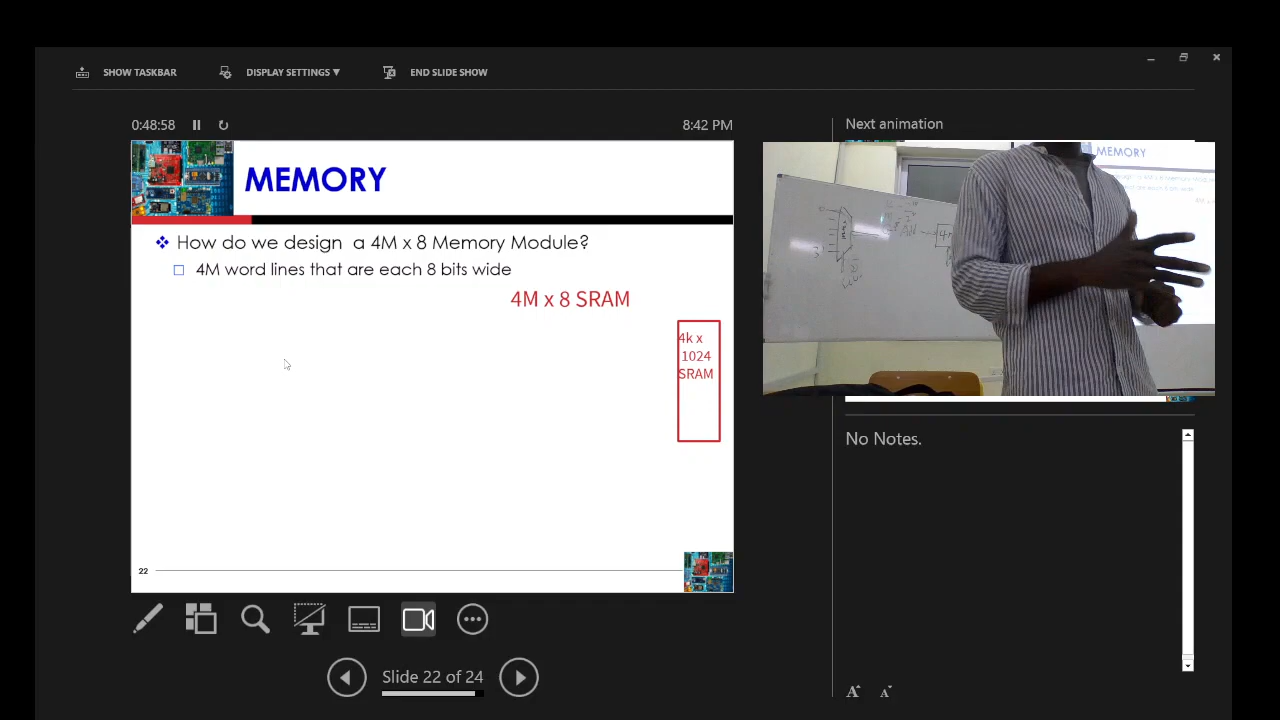 SHOW TASKBAR DISPLAY SETTINGS ▼ END SLIDE SHOW
0:48:58 8:42 PM
MEMORY
❖ How do we design a 4M x 8 Memory Module?
□ 4M word lines that are each 8 bits wide
4M x 8 SRAM
4k x
1024
SRAM
22
Slide 22 of 24
Next animation
MEMORY
No Notes.
A A